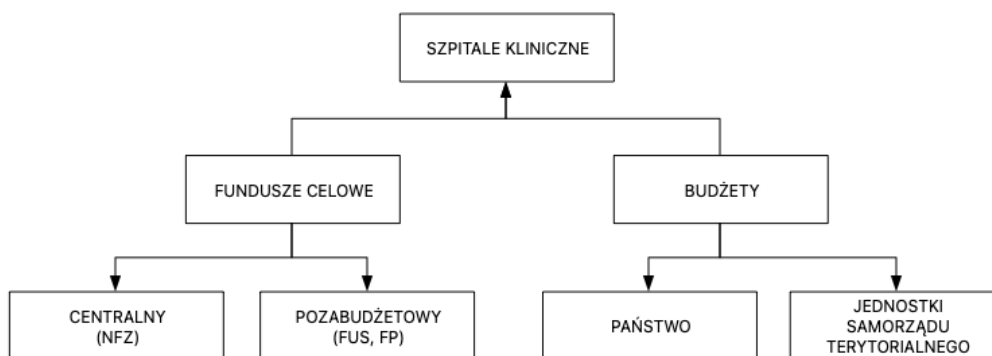 SZPITALE KLINICZNE
FUNDUSZE CELOWE
BUDŻETY
CENTRALNY
(NFZ)
POZABUDŻETOWY
(FUS, FP)
PAŃSTWO
JEDNOSTKI
SAMORZĄDU
TERYTORIALNEGO